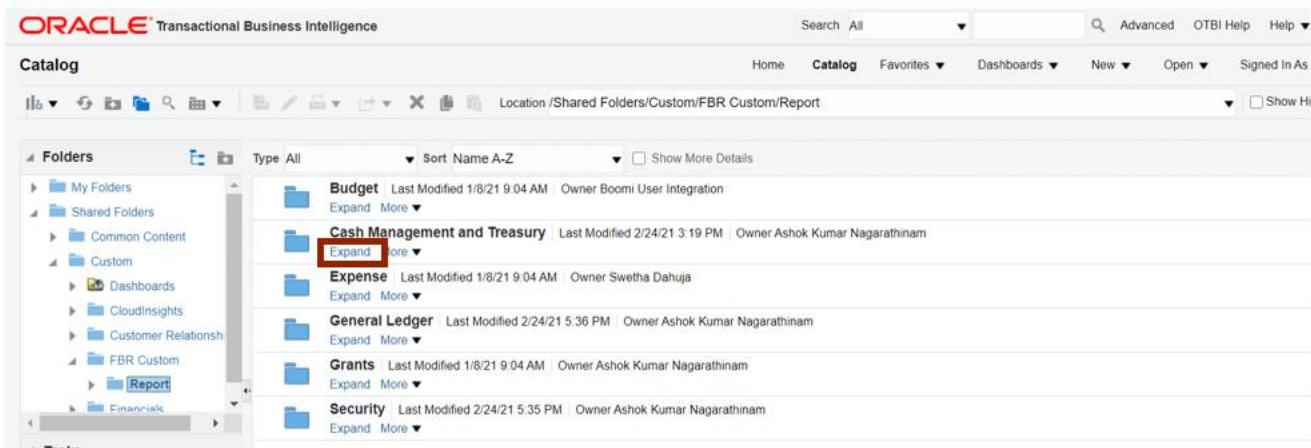 ORACLE Transactional Business Intelligence Search All Advanced OTBI Help Help
Catalog Home Catalog Favorites Dashboards New Open Signed In As
Location /Shared Folders/Custom/FBR Custom/Report Show Hi
Folders Type All Sort Name A-Z Show More Details
My Folders
Shared Folders
Common Content
Custom
Dashboards
CloudInsights
Customer Relationsh
FBR Custom
Report
Financials
Budget Last Modified 1/8/21 9:04 AM Owner Boomi User Integration
Expand More
Cash Management and Treasury Last Modified 2/24/21 3:19 PM Owner Ashok Kumar Nagarathinam
Expand ore
Expense Last Modified 1/8/21 9:04 AM Owner Swetha Dahuja
Expand More
General Ledger Last Modified 2/24/21 5:36 PM Owner Ashok Kumar Nagarathinam
Expand More
Grants Last Modified 1/8/21 9:04 AM Owner Ashok Kumar Nagarathinam
Expand More
Security Last Modified 2/24/21 5:35 PM Owner Ashok Kumar Nagarathinam
Expand More